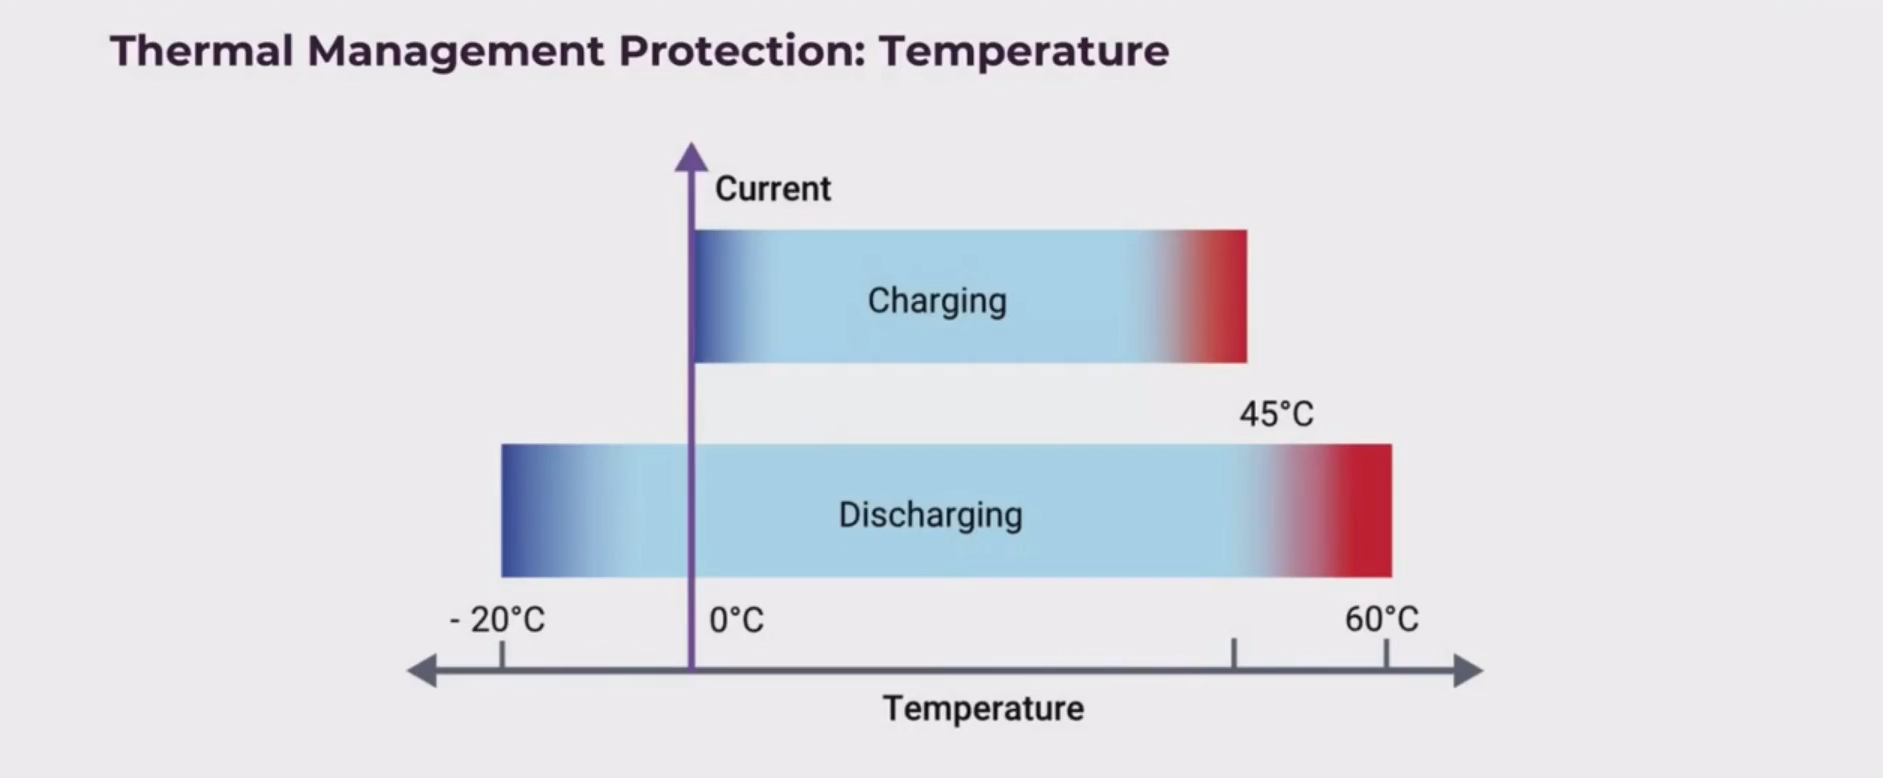 Thermal Management Protection: Temperature
Current
Charging
45°C
Discharging
- 20°C
0°C
60°C
Temperature